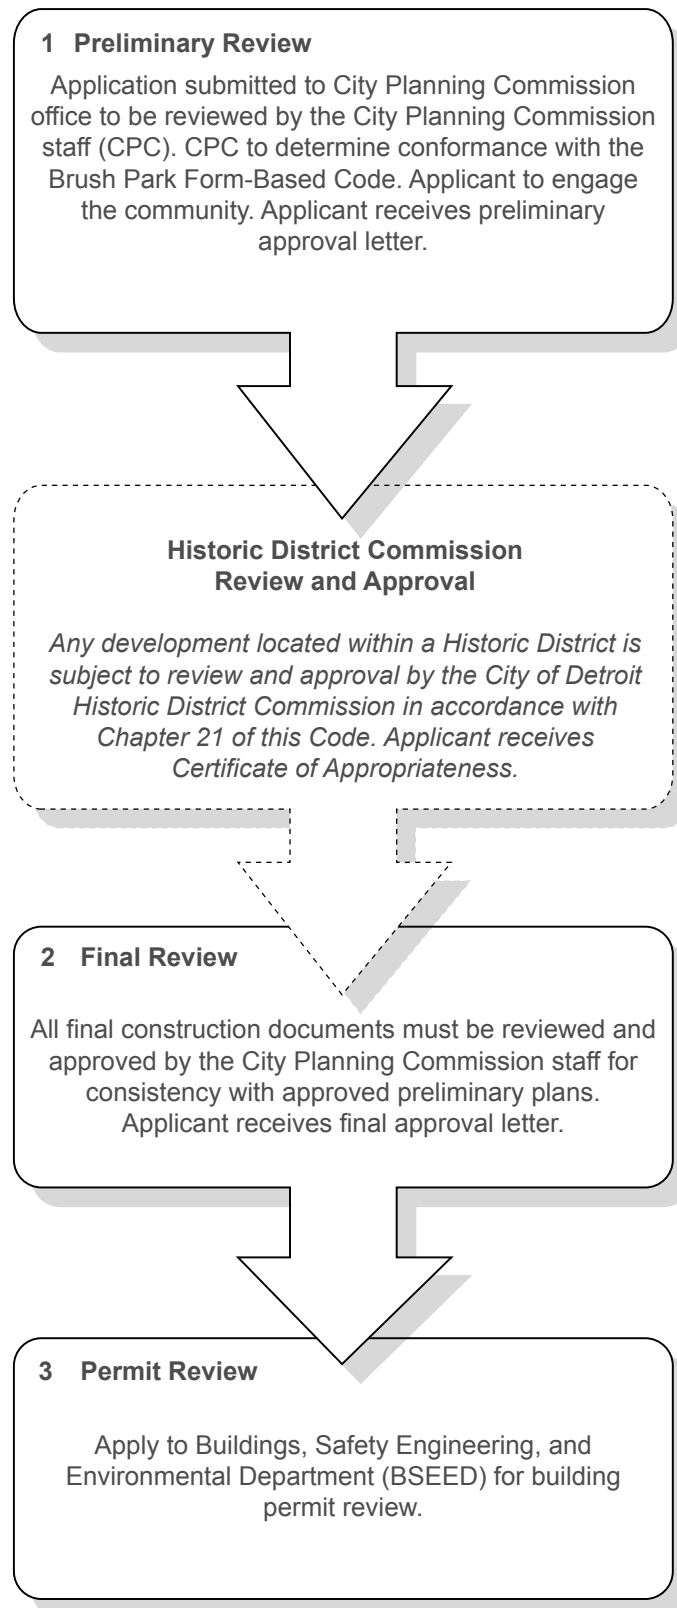 1 Preliminary Review
Application submitted to City Planning Commission
office to be reviewed by the City Planning Commission
staff (CPC). CPC to determine conformance with the
Brush Park Form-Based Code. Applicant to engage
the community. Applicant receives preliminary
approval letter.
Historic District Commission
Review and Approval
Any development located within a Historic District is
subject to review and approval by the City of Detroit
Historic District Commission in accordance with
Chapter 21 of this Code. Applicant receives
Certificate of Appropriateness.
2 Final Review
All final construction documents must be reviewed and
approved by the City Planning Commission staff for
consistency with approved preliminary plans.
Applicant receives final approval letter.
3 Permit Review
Apply to Buildings, Safety Engineering, and
Environmental Department (BSEED) for building
permit review.